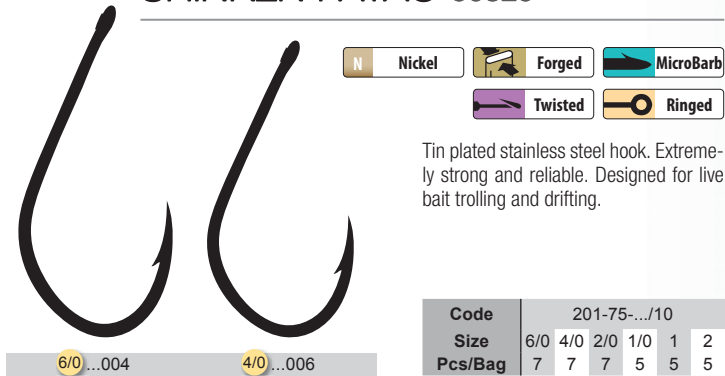 N Nickel Forged MicroBarb
Twisted Ringed
Tin plated stainless steel hook. Extreme-
ly strong and reliable. Designed for live
bait trolling and drifting.
Code 201-75-.../10
Size 6/0 4/0 2/0 1/0 1 2
Pcs/Bag 7 7 7 5 5 5
6/0 ...004 4/0 ...006